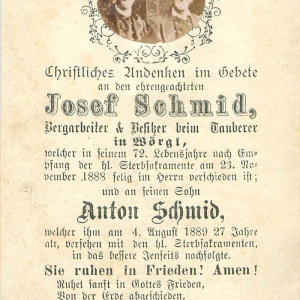 Christliches Andenken im Gebete
an den ehrengeachteten
Josef Schmid,
Bergarbeiter & Besitzer beim Tauberer
in Wörgl,
welcher in seinem 72. Lebensjahre nach Em-
pfang der hl. Sterbsakramente am 23. No-
vember 1888 selig im Herrn verschieden ist;
und an seinen Sohn
Anton Schmid,
welcher ihm am 4. August 1889 27 Jahre
alt, versehen mit den hl. Sterbsakramenten,
in das bessere Jenseits nachfolgte.
Sie ruhen in Frieden! Amen!
Ruhet sanft in Gottes Frieden,
Von der Erde abgeschieden,